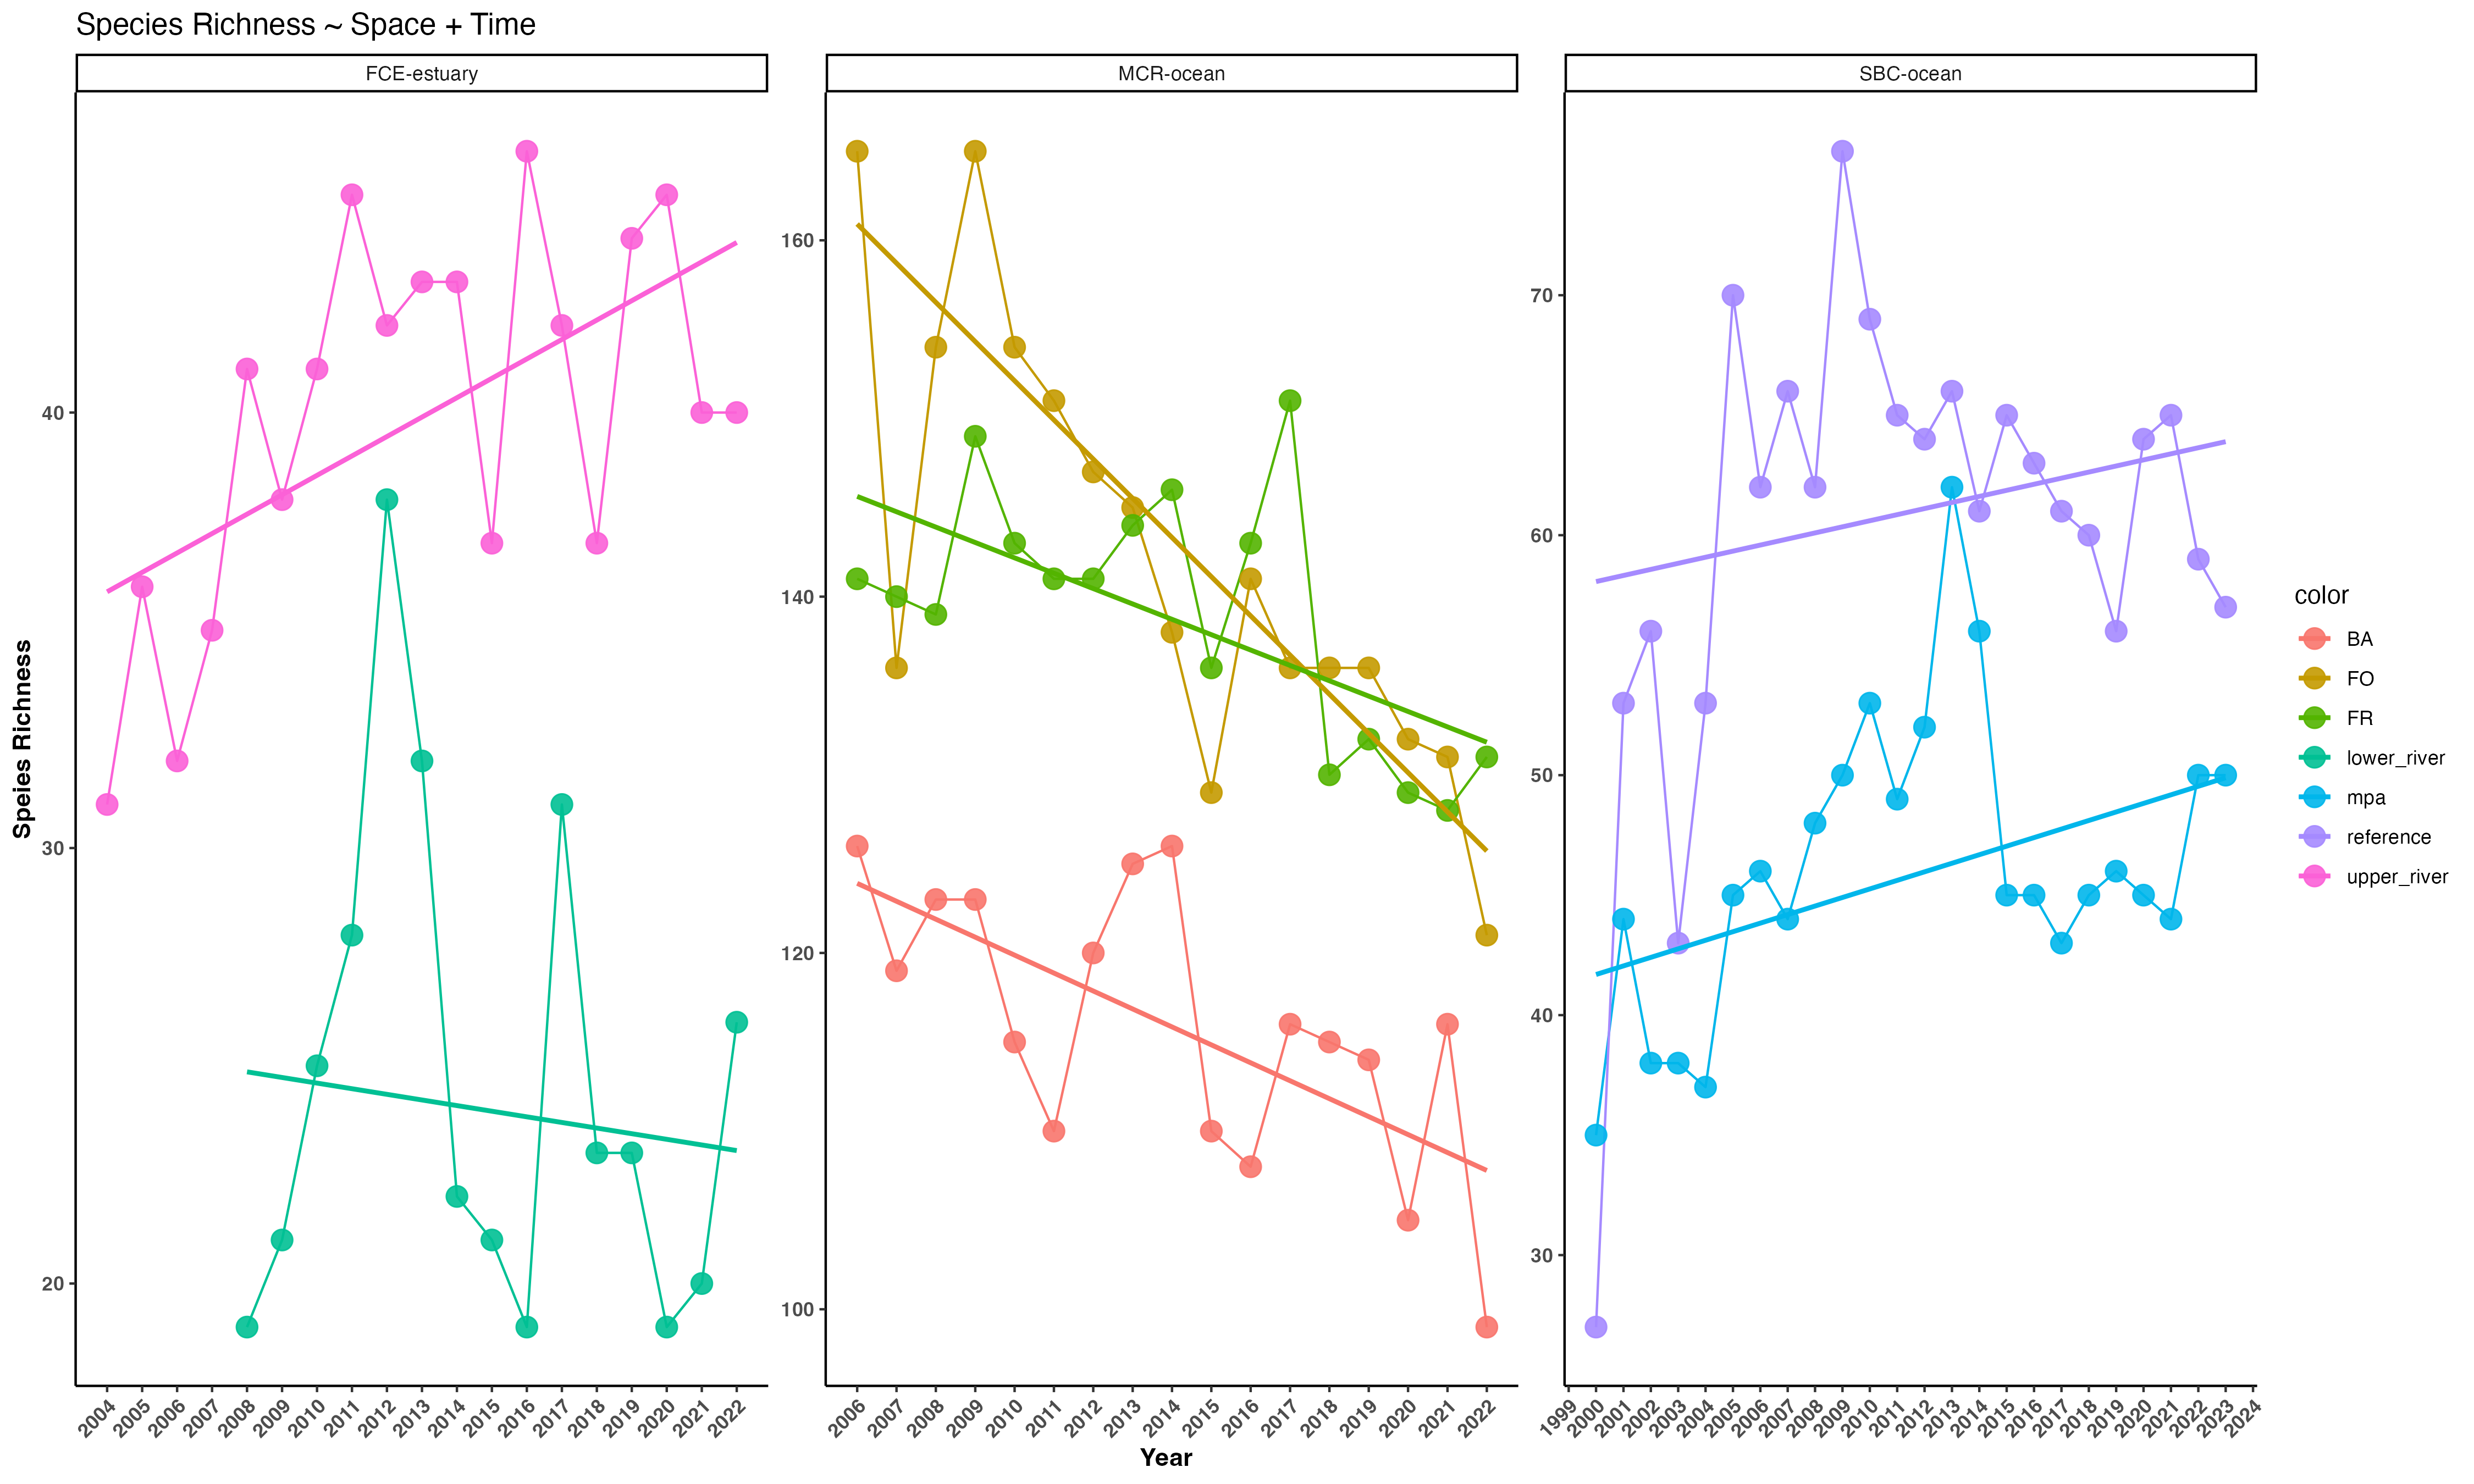 Species Richness ~ Space + Time
FCE-estuary
MCR-ocean
SBC-ocean
Speies Richness
40
30
20
160
140
120
100
70
60
50
40
30
2004 2005 2006 2007 2008 2009 2010 2011 2012 2013 2014 2015 2016 2017 2018 2019 2020 2021 2022
2006 2007 2008 2009 2010 2011 2012 2013 2014 2015 2016 2017 2018 2019 2020 2021 2022
1999 2000 2001 2002 2003 2004 2005 2006 2007 2008 2009 2010 2011 2012 2013 2014 2015 2016 2017 2018 2019 2020 2021 2022 2023 2024
Year
color
BA
FO
FR
lower_river
mpa
reference
upper_river